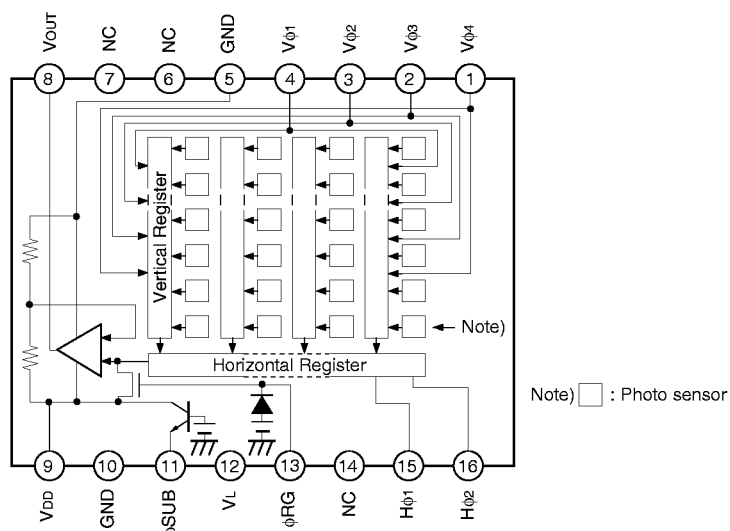 VOUT
NC
NC
GND
Vϕ1
Vϕ2
Vϕ3
Vϕ4
8
7
6
5
4
3
2
1
Vertical Register
Note)
Horizontal Register
Note) : Photo sensor
9
10
11
12
13
14
15
16
VDD
GND
ϕSUB
VL
ϕRG
NC
Hϕ1
Hϕ2